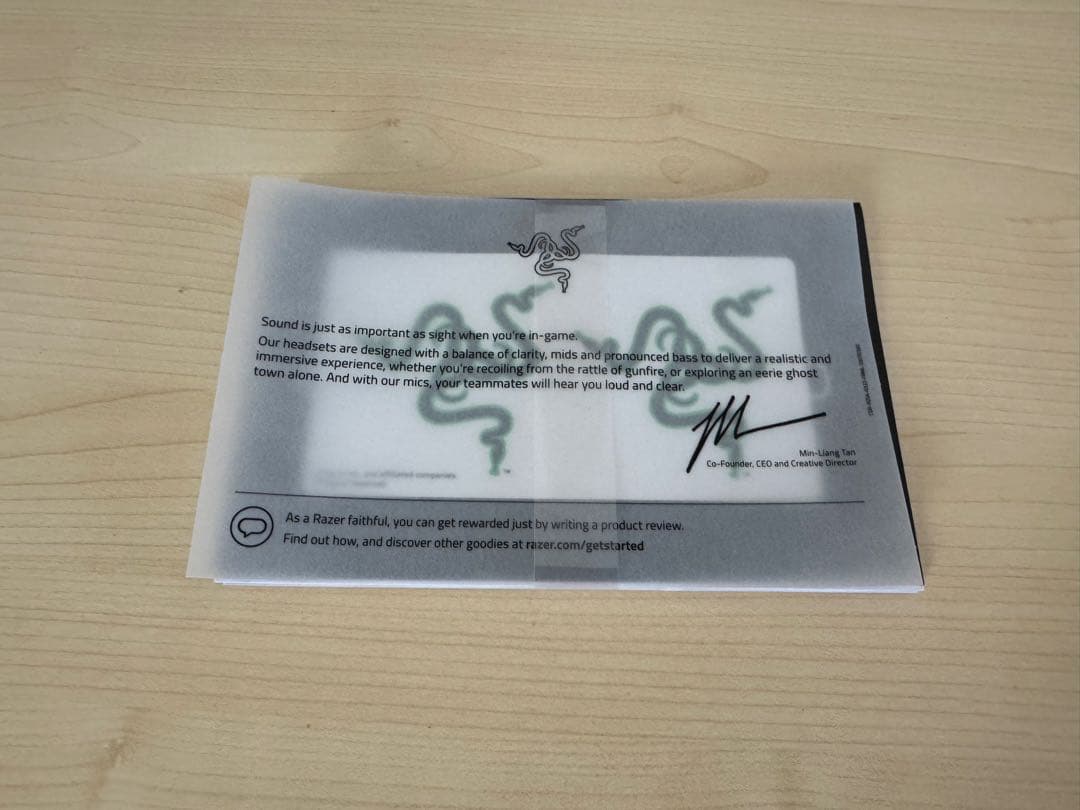 Sound is just as important as sight when you're in-game.
Our headsets are designed with a balance of clarity, mids and pronounced bass to deliver a realistic and
immersive experience, whether you're recoiling from the rattle of gunfire, or exploring an eerie ghost
town alone. And with our mics, your teammates will hear you loud and clear.
Min-Liang Tan
Co-Founder, CEO and Creative Director
and affiliated companies.
TM
As a Razer faithful, you can get rewarded just by writing a product review.
Find out how, and discover other goodies at razer.com/getstarted